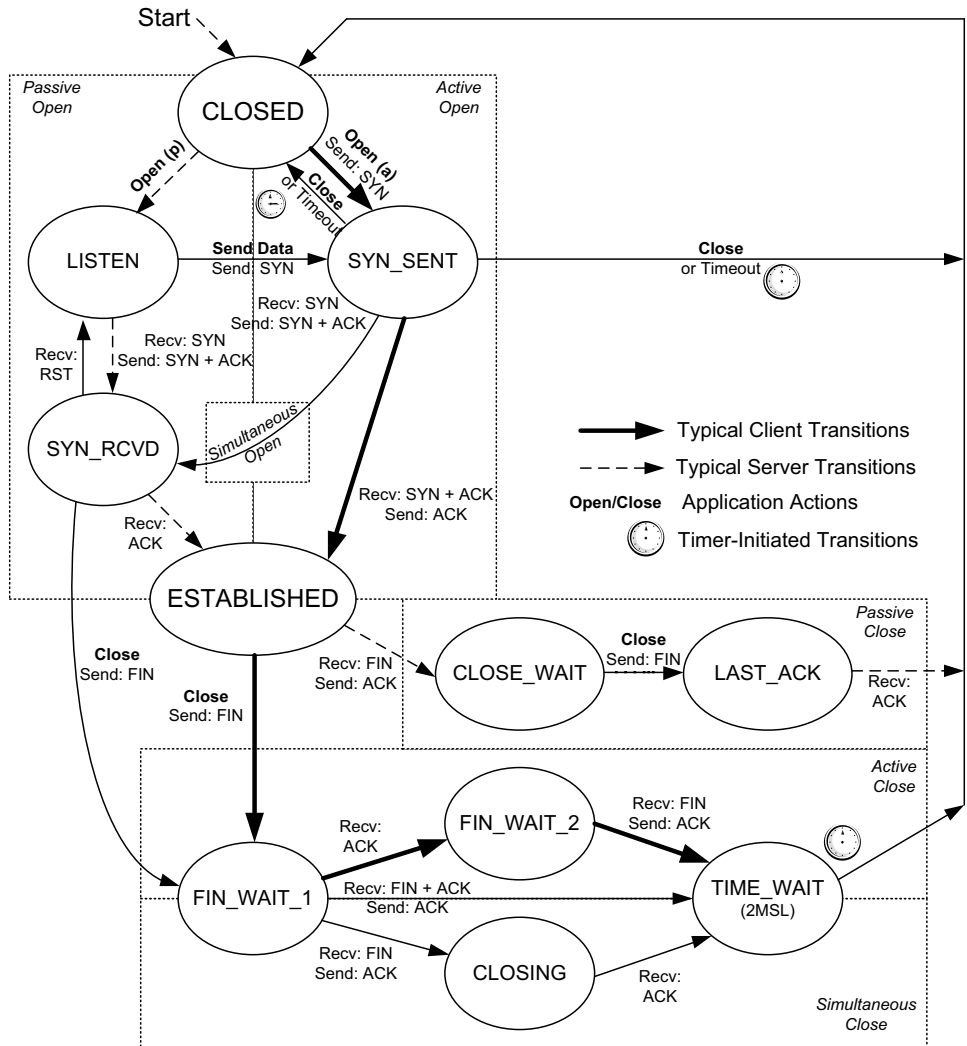 Start
Passive
Open
Active
Open
CLOSED
Open (p)
Open (a)
Send: SYN
Close
or Timeout
LISTEN
Send Data
Send: SYN
SYN_SENT
Close
or Timeout
Recv: SYN
Send: SYN + ACK
Recv: SYN
Send: SYN + ACK
Recv:
RST
SYN_RCVD
Simultaneous
Open
Typical Client Transitions
Typical Server Transitions
Open/Close Application Actions
Timer-Initiated Transitions
Recv: SYN + ACK
Send: ACK
Recv:
ACK
ESTABLISHED
Passive
Close
Close
Send: FIN
Recv: FIN
Send: ACK
CLOSE_WAIT
Close
Send: FIN
LAST_ACK
Recv:
ACK
Close
Send: FIN
Active
Close
Recv:
ACK
FIN_WAIT_2
Recv: FIN
Send: ACK
FIN_WAIT_1
Recv: FIN + ACK
Send: ACK
TIME_WAIT
(2MSL)
Recv: FIN
Send: ACK
CLOSING
Recv:
ACK
Simultaneous
Close